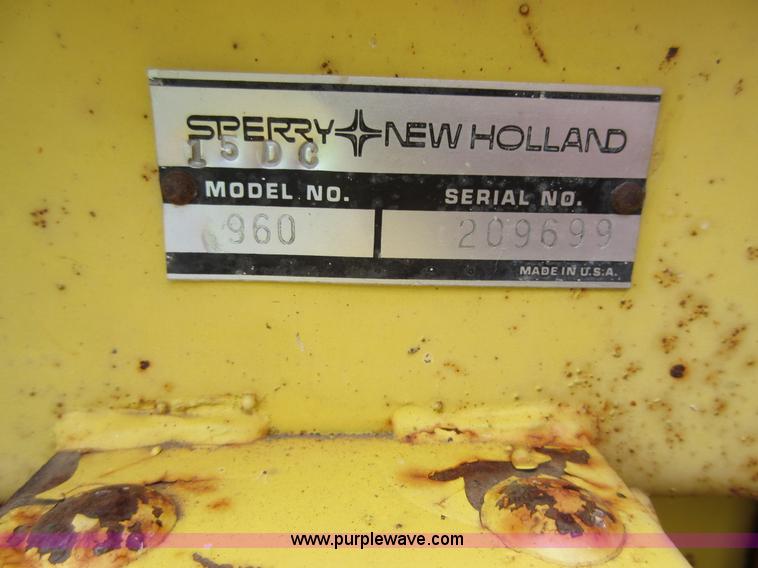 SPERRY NEW HOLLAND
15 DC
MODEL NO. SERIAL NO.
960 209699
MADE IN U.S.A.
www.purplewave.com